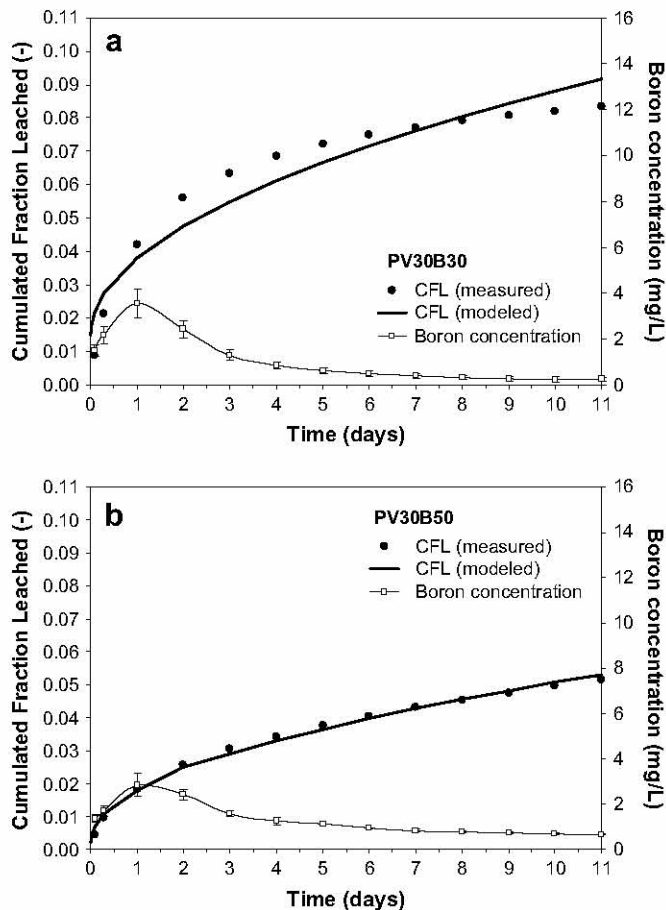 a
Cumulated Fraction Leached (-)
0.11
0.10
0.09
0.08
0.07
0.06
0.05
0.04
0.03
0.02
0.01
0.00
16
14
12
10
8
6
4
2
0
Boron concentration (mg/L)
PV30B30
CFL (measured)
CFL (modeled)
Boron concentration
0 1 2 3 4 5 6 7 8 9 10 11
Time (days)
b
Cumulated Fraction Leached (-)
0.11
0.10
0.09
0.08
0.07
0.06
0.05
0.04
0.03
0.02
0.01
0.00
16
14
12
10
8
6
4
2
0
Boron concentration (mg/L)
PV30B50
CFL (measured)
CFL (modeled)
Boron concentration
0 1 2 3 4 5 6 7 8 9 10 11
Time (days)